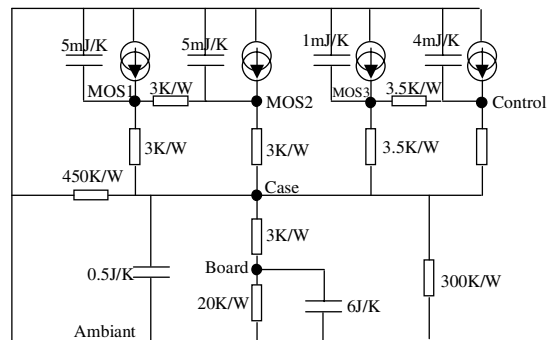 5mJ/K
5mJ/K
1mJ/K
4mJ/K
MOS1
3K/W
MOS2
MOS3
3.5K/W
Control
3K/W
3K/W
3.5K/W
450K/W
Case
3K/W
0.5J/K
Board
20K/W
6J/K
300K/W
Ambiant